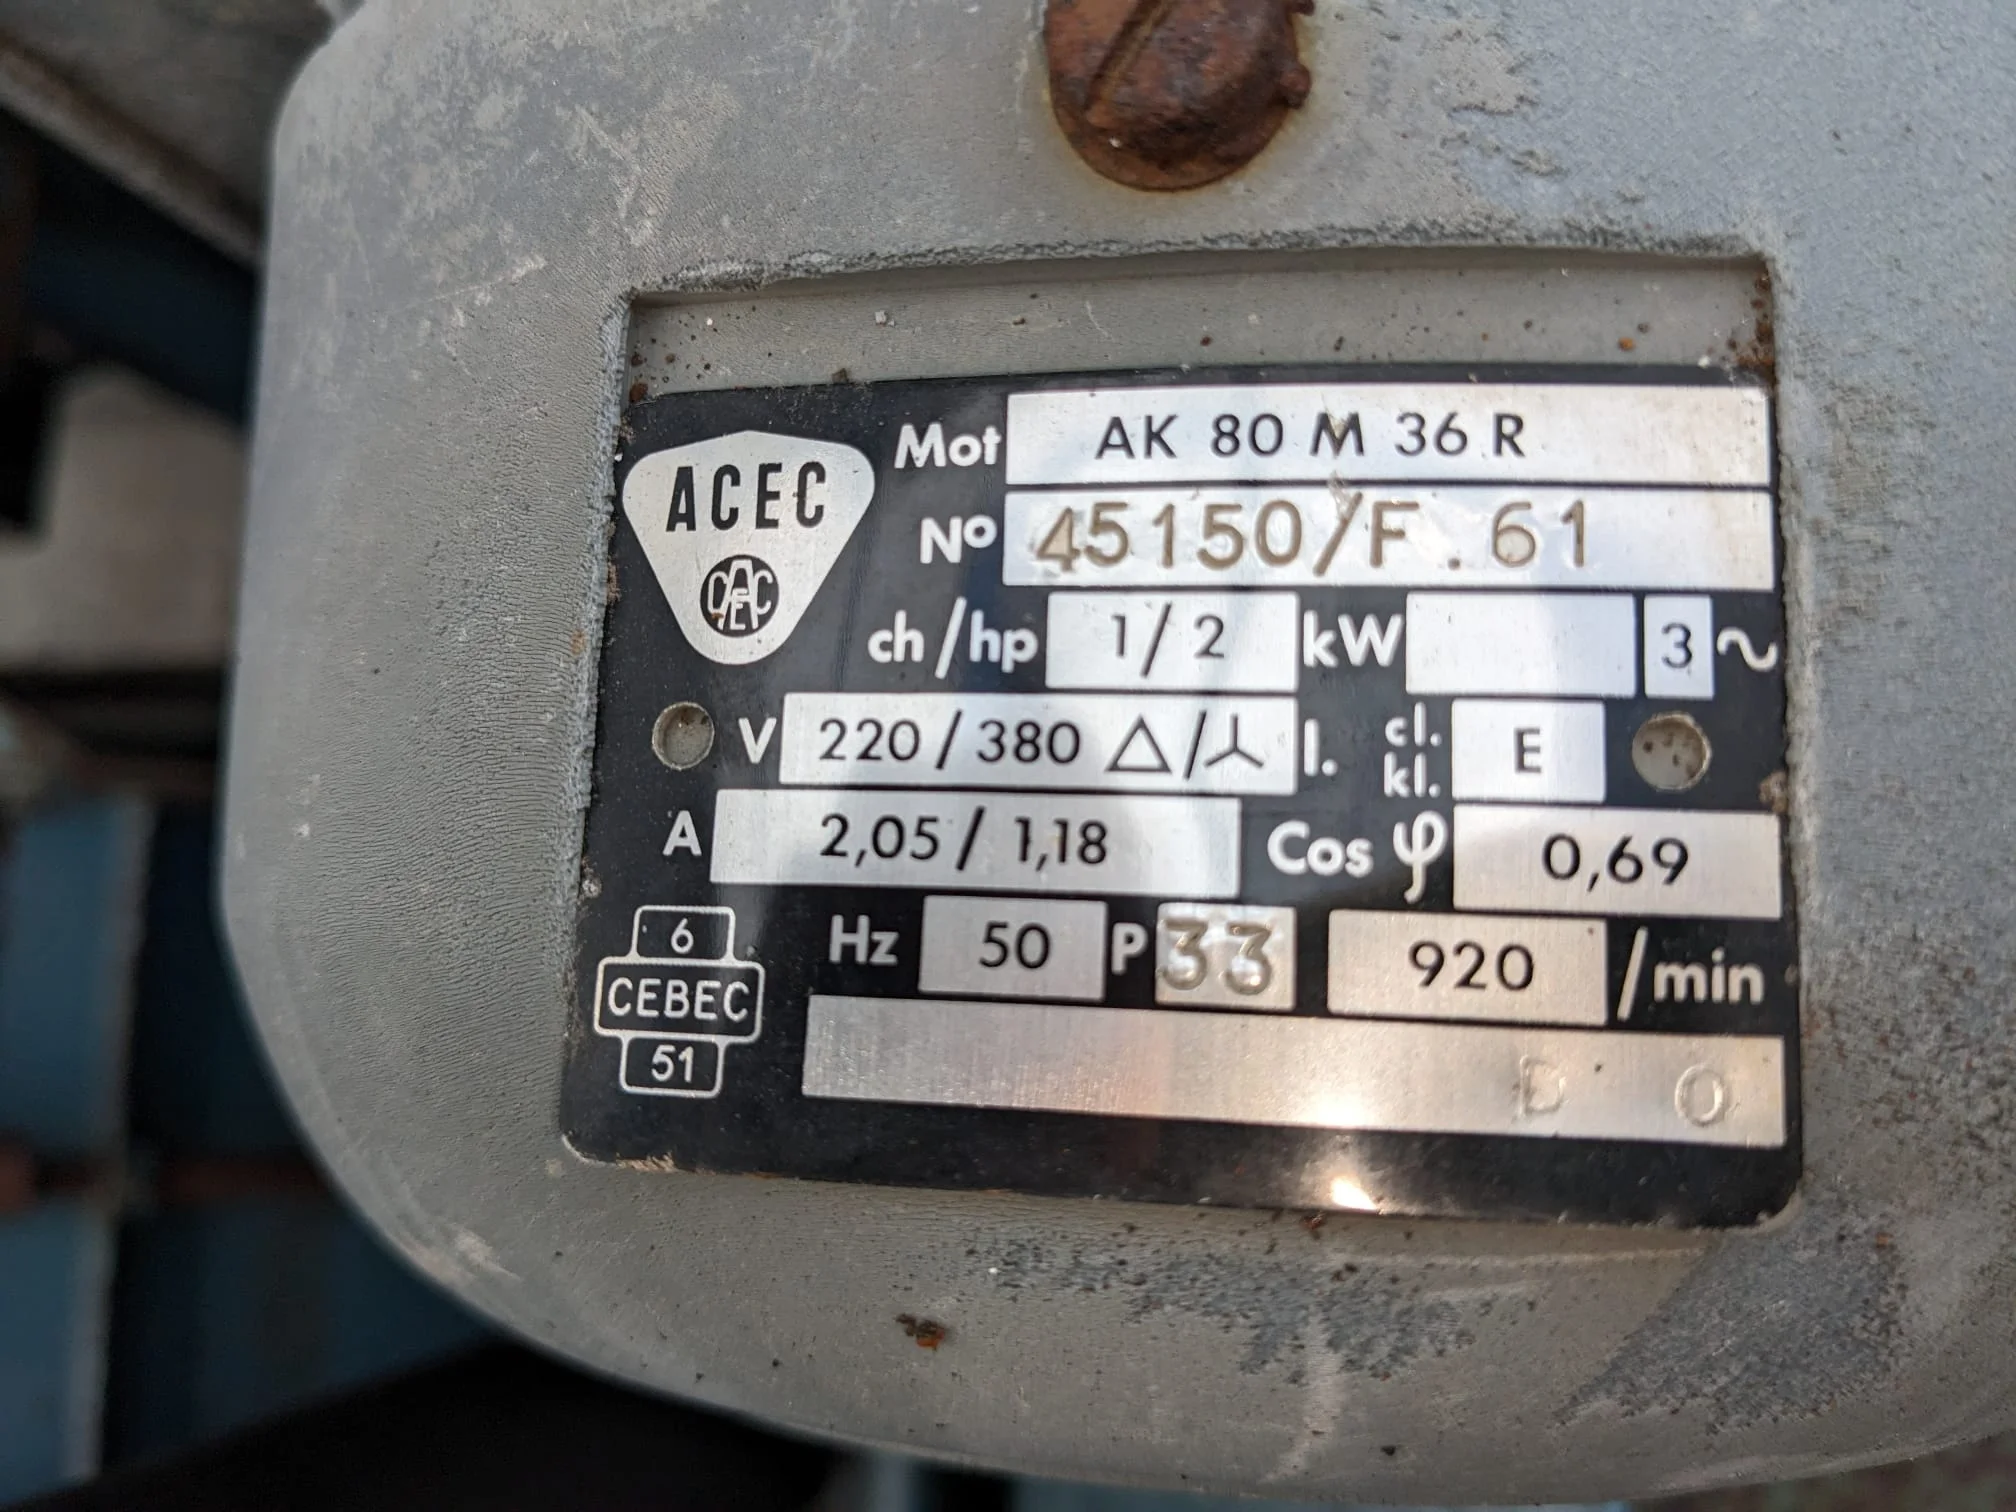 ACEC
Mot AK 80 M 36 R
Nº 45150/F.61
ch/hp 1/2 kW 3~
V 220/380 △/⅄ I. cl. kl. E
A 2,05/1,18 Cos φ 0,69
Hz 50 P 33 920 /min
6
CEBEC
51
D O